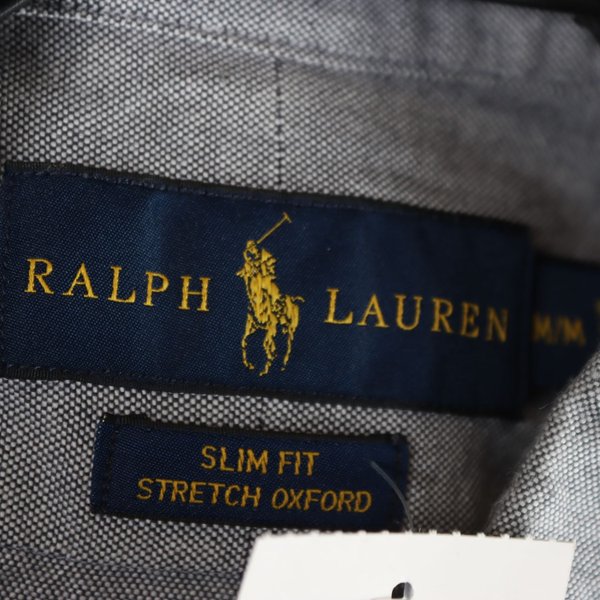 RALPH LAUREN
M/M
SLIM FIT
STRETCH OXFORD